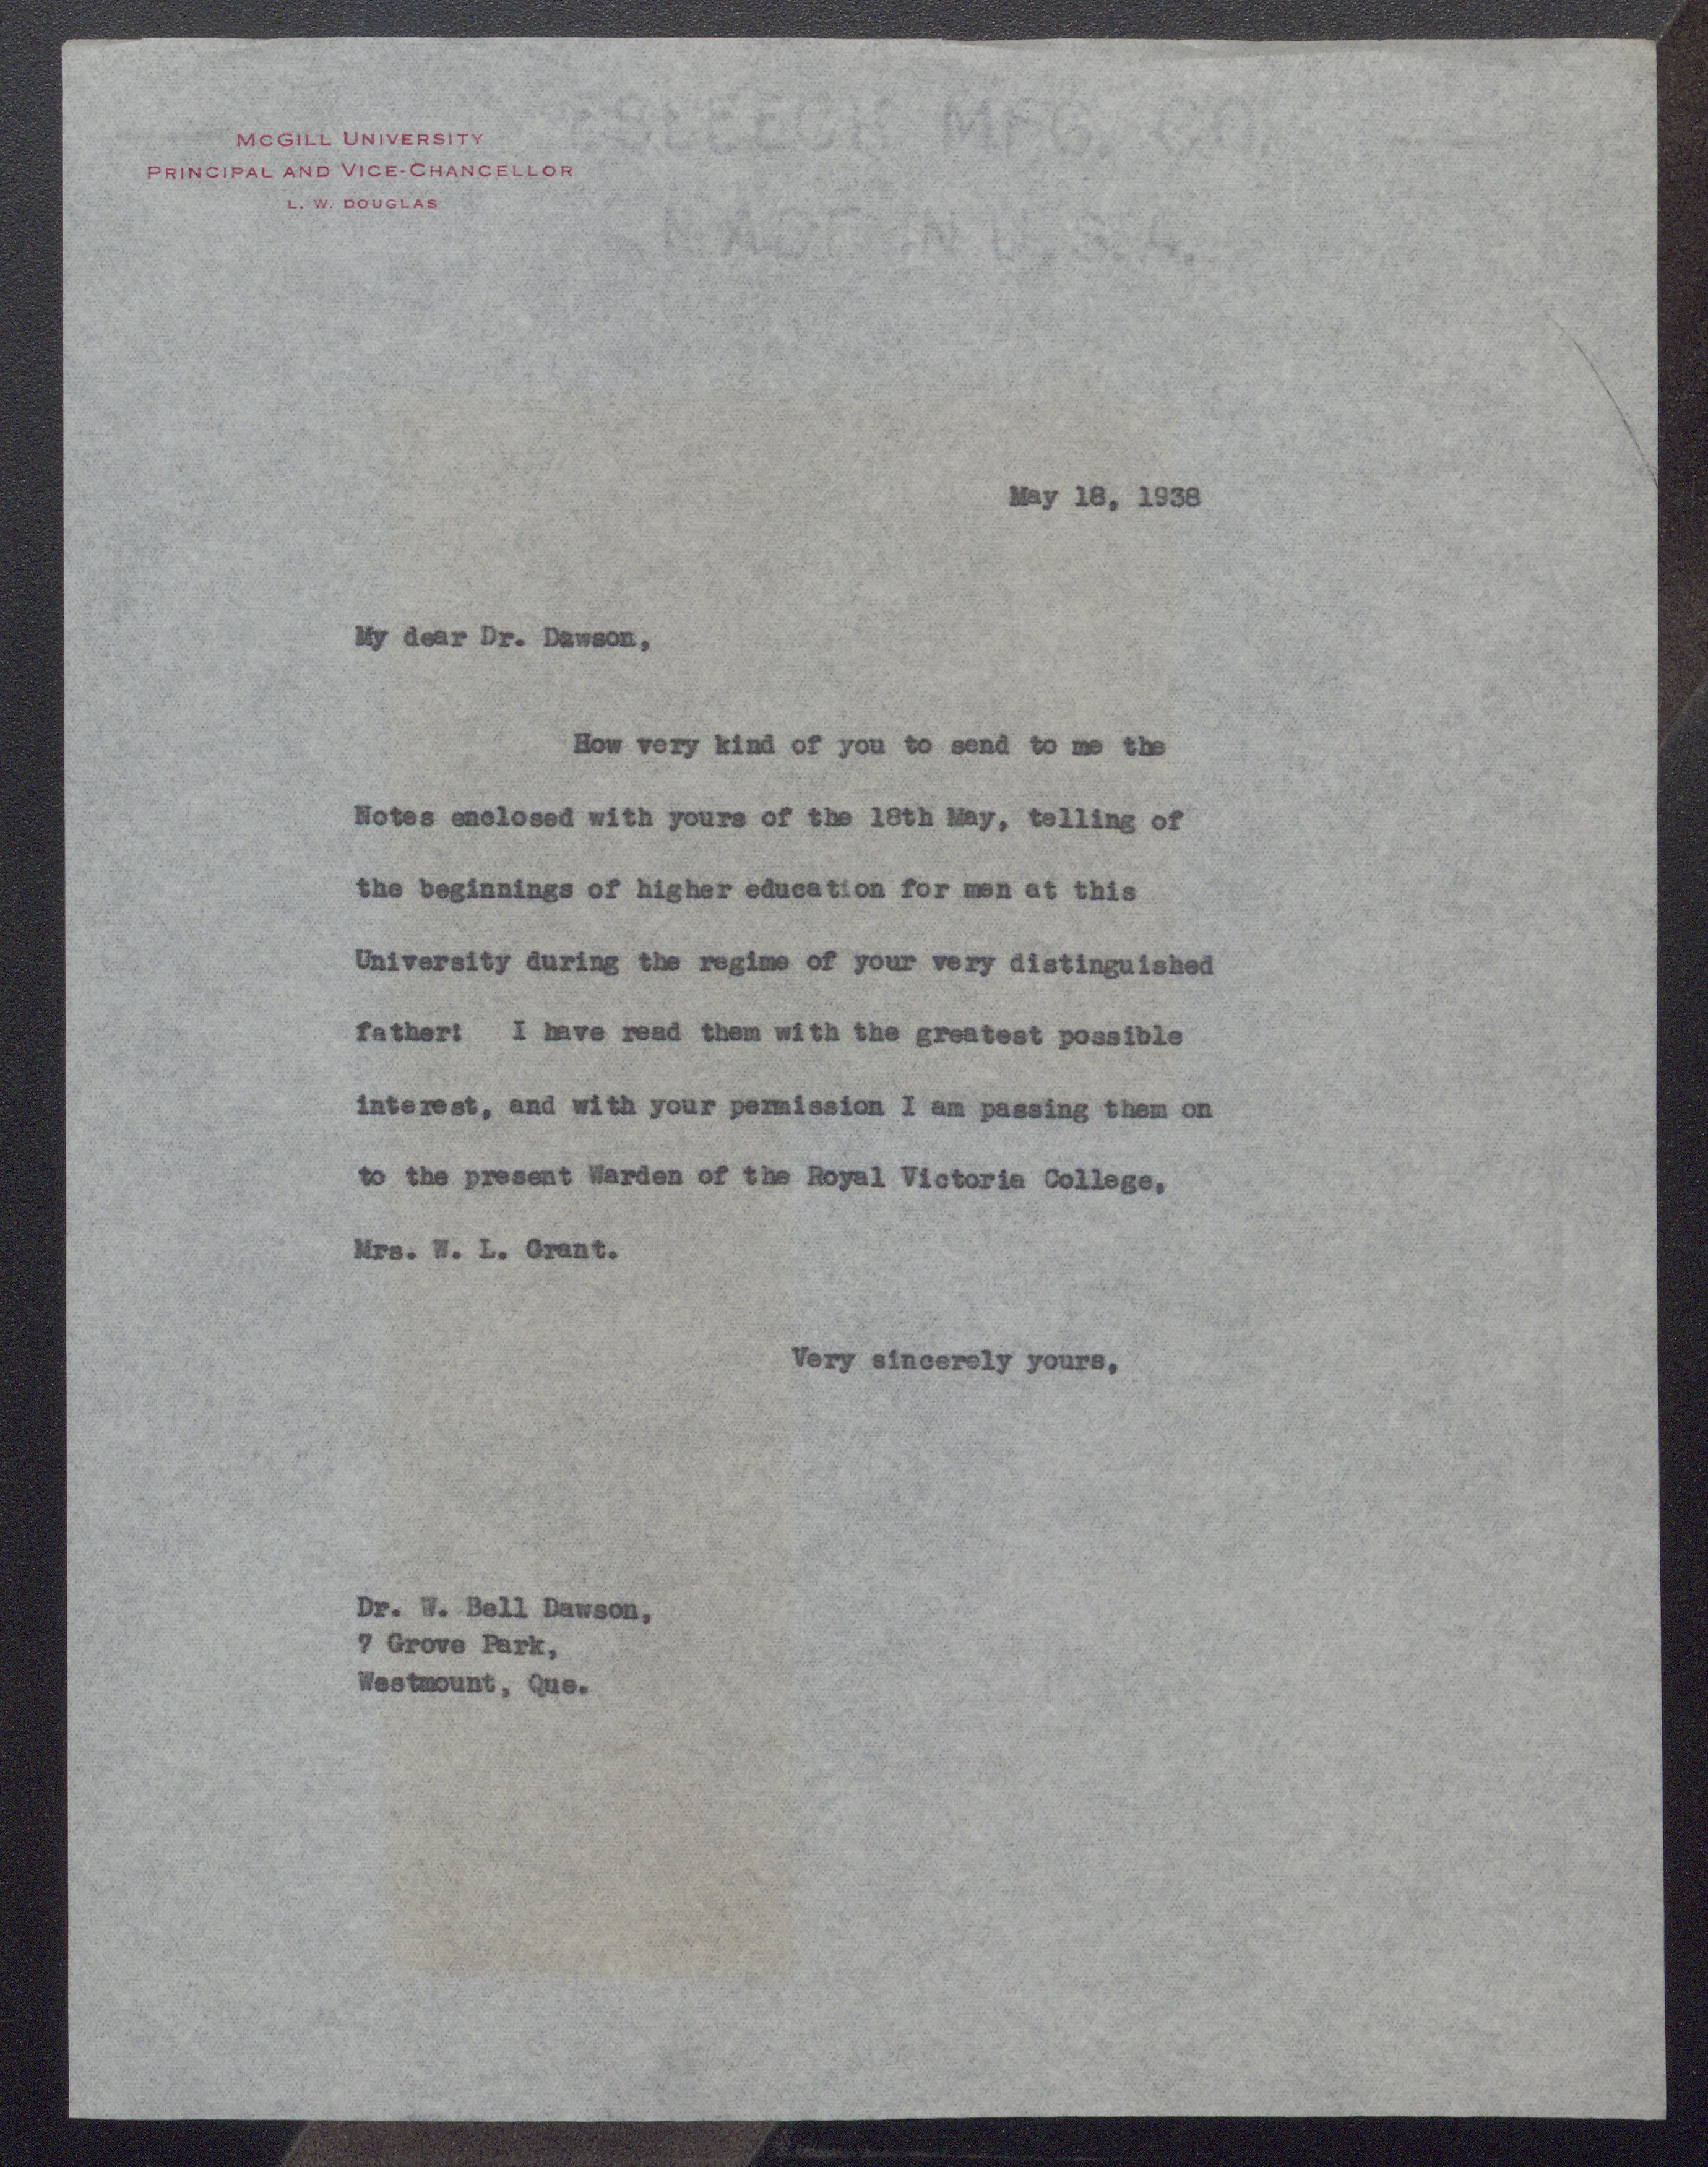 McGill University
Principal and Vice-Chancellor
L. W. Douglas
May 18, 1938
My dear Dr. Dawson,
How very kind of you to send to me the
Notes enclosed with yours of the 18th May, telling of
the beginnings of higher education for men at this
University during the regime of your very distinguished
father! I have read them with the greatest possible
interest, and with your permission I am passing them on
to the present Warden of the Royal Victoria College,
Mrs. W. L. Grant.
Very sincerely yours,
Dr. W. Bell Dawson,
7 Grove Park,
Westmount, Que.